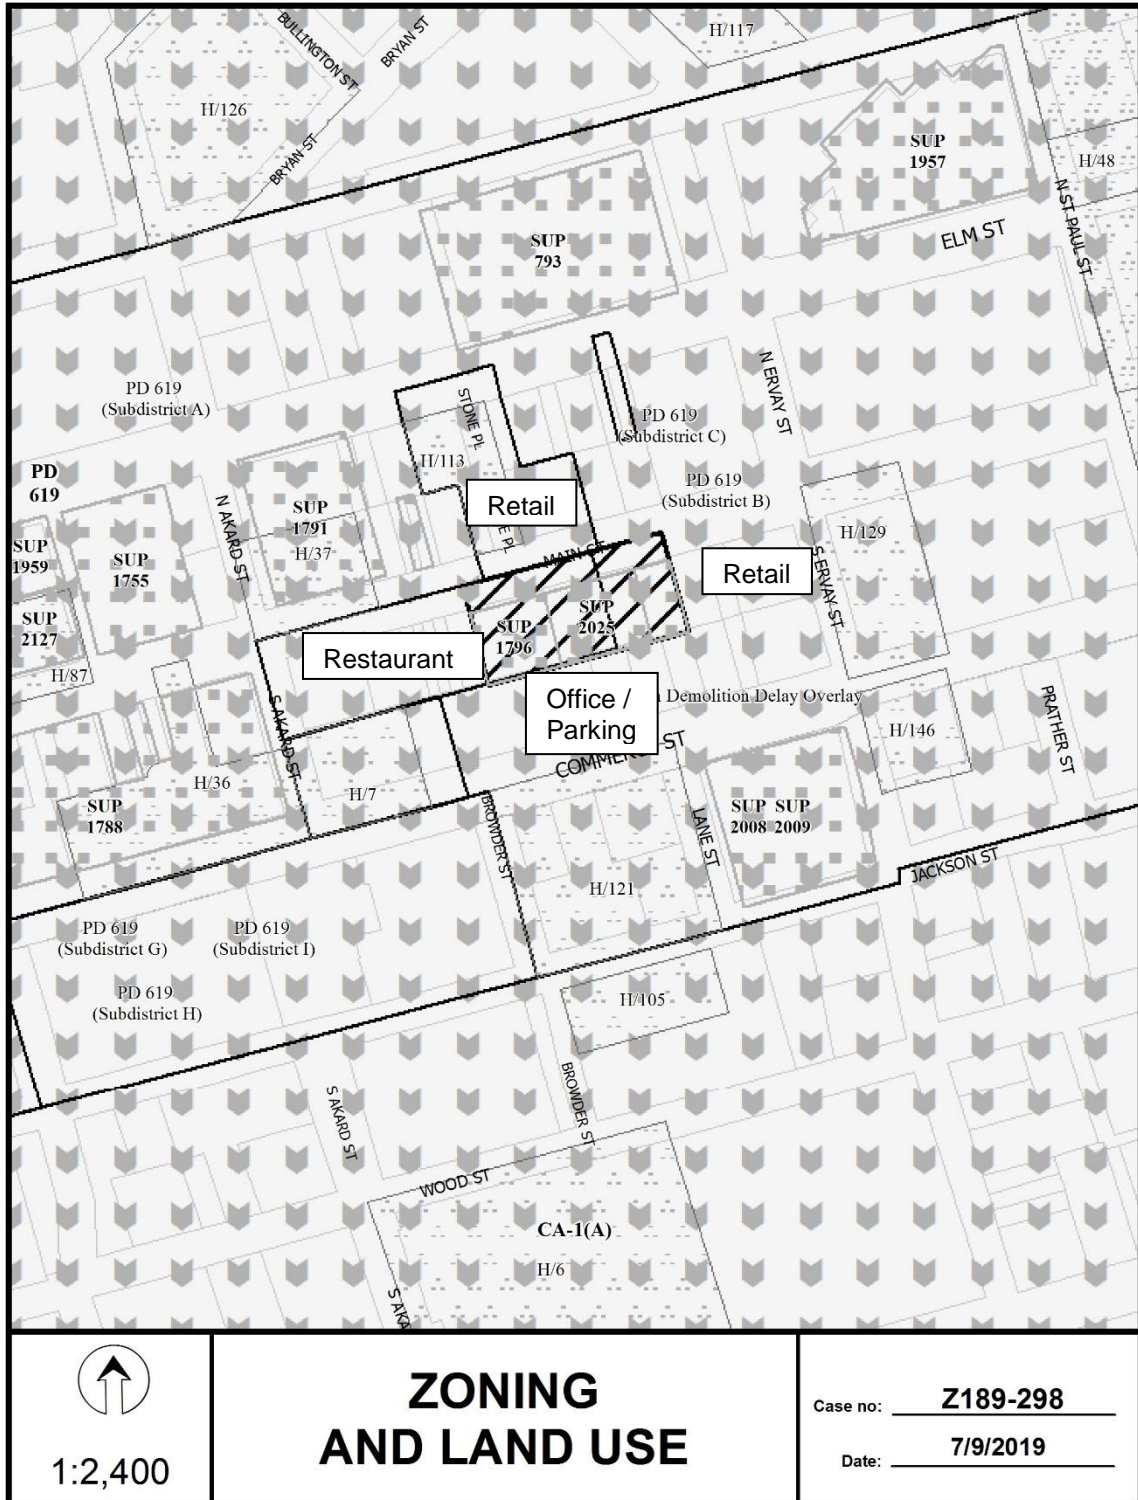 H/117
BULLINGTON ST
BRYAN ST
H/126
BRYAN ST
SUP
1957
H/48
N ST PAUL ST
ELM ST
SUP
793
PD 619
(Subdistrict A)
STONE PL
N ERVAY ST
PD 619
(Subdistrict C)
H/113
PD
619
PD 619
(Subdistrict B)
Retail
N AKARD ST
SUP
1791
H/37
H/129
E PL
SUP
1959
SUP
1755
MAIN ST
Retail
S ERVAY ST
SUP
2127
SUP
2025
SUP
1796
Restaurant
H/87
Office /
Parking
Demolition Delay Overlay
PRATHER ST
S AKARD ST
H/146
COMMERCE ST
H/36
H/7
SUP
1788
BROWDER ST
LANE ST
SUP SUP
2008 2009
JACKSON ST
H/121
PD 619
(Subdistrict G)
PD 619
(Subdistrict I)
PD 619
(Subdistrict H)
H/105
S AKARD ST
BROWDER ST
WOOD ST
CA-1(A)
H/6
S AKA
1:2,400
ZONING
AND LAND USE
Case no: Z189-298
Date: 7/9/2019